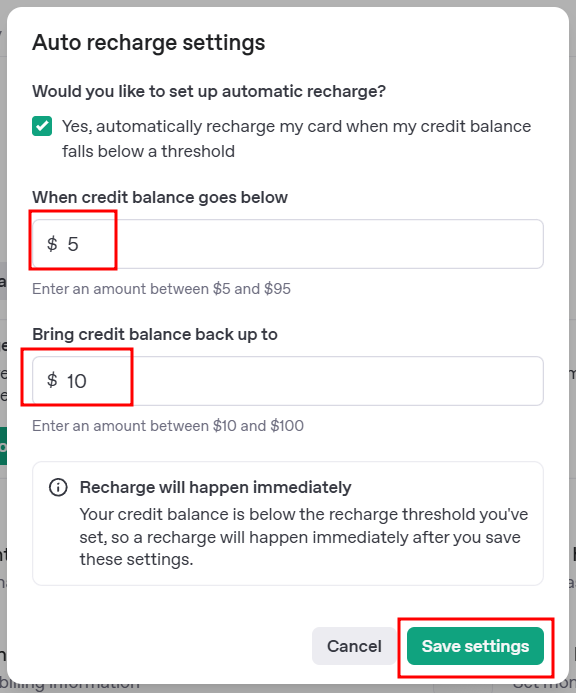 Auto recharge settings
Would you like to set up automatic recharge?
Yes, automatically recharge my card when my credit balance
falls below a threshold
When credit balance goes below
$ 5
Enter an amount between $5 and $95
Bring credit balance back up to
$ 10
Enter an amount between $10 and $100
Recharge will happen immediately
Your credit balance is below the recharge threshold you've
set, so a recharge will happen immediately after you save
these settings.
Cancel
Save settings
billing information